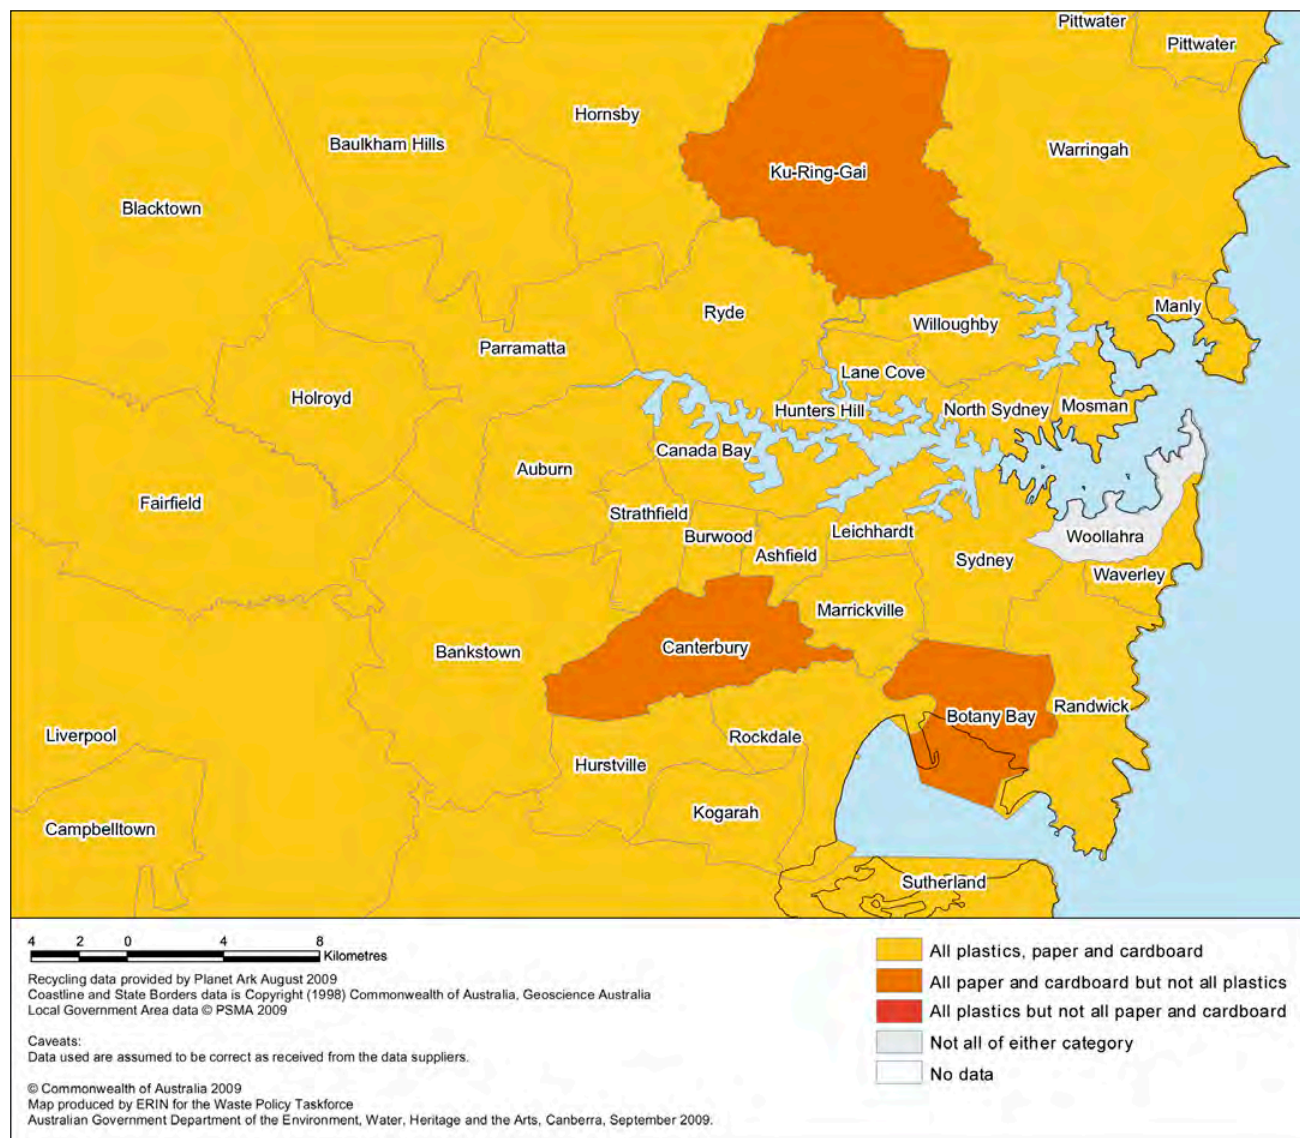 Pittwater
Pittwater
Hornsby
Baulkham Hills
Warringah
Ku-Ring-Gai
Blacktown
Manly
Ryde
Willoughby
Parramatta
Lane Cove
Holroyd
Hunters Hill
North Sydney
Mosman
Canada Bay
Auburn
Fairfield
Strathfield
Leichhardt
Burwood
Woollahra
Ashfield
Sydney
Waverley
Marrickville
Canterbury
Bankstown
Randwick
Botany Bay
Liverpool
Rockdale
Hurstville
Kogarah
Campbelltown
Sutherland
4 2 0 4 8
Kilometres
Recycling data provided by Planet Ark August 2009
Coastline and State Borders data is Copyright (1998) Commonwealth of Australia, Geoscience Australia
Local Government Area data © PSMA 2009
Caveats:
Data used are assumed to be correct as received from the data suppliers.
© Commonwealth of Australia 2009
Map produced by ERIN for the Waste Policy Taskforce
Australian Government Department of the Environment, Water, Heritage and the Arts, Canberra, September 2009.
All plastics, paper and cardboard
All paper and cardboard but not all plastics
All plastics but not all paper and cardboard
Not all of either category
No data